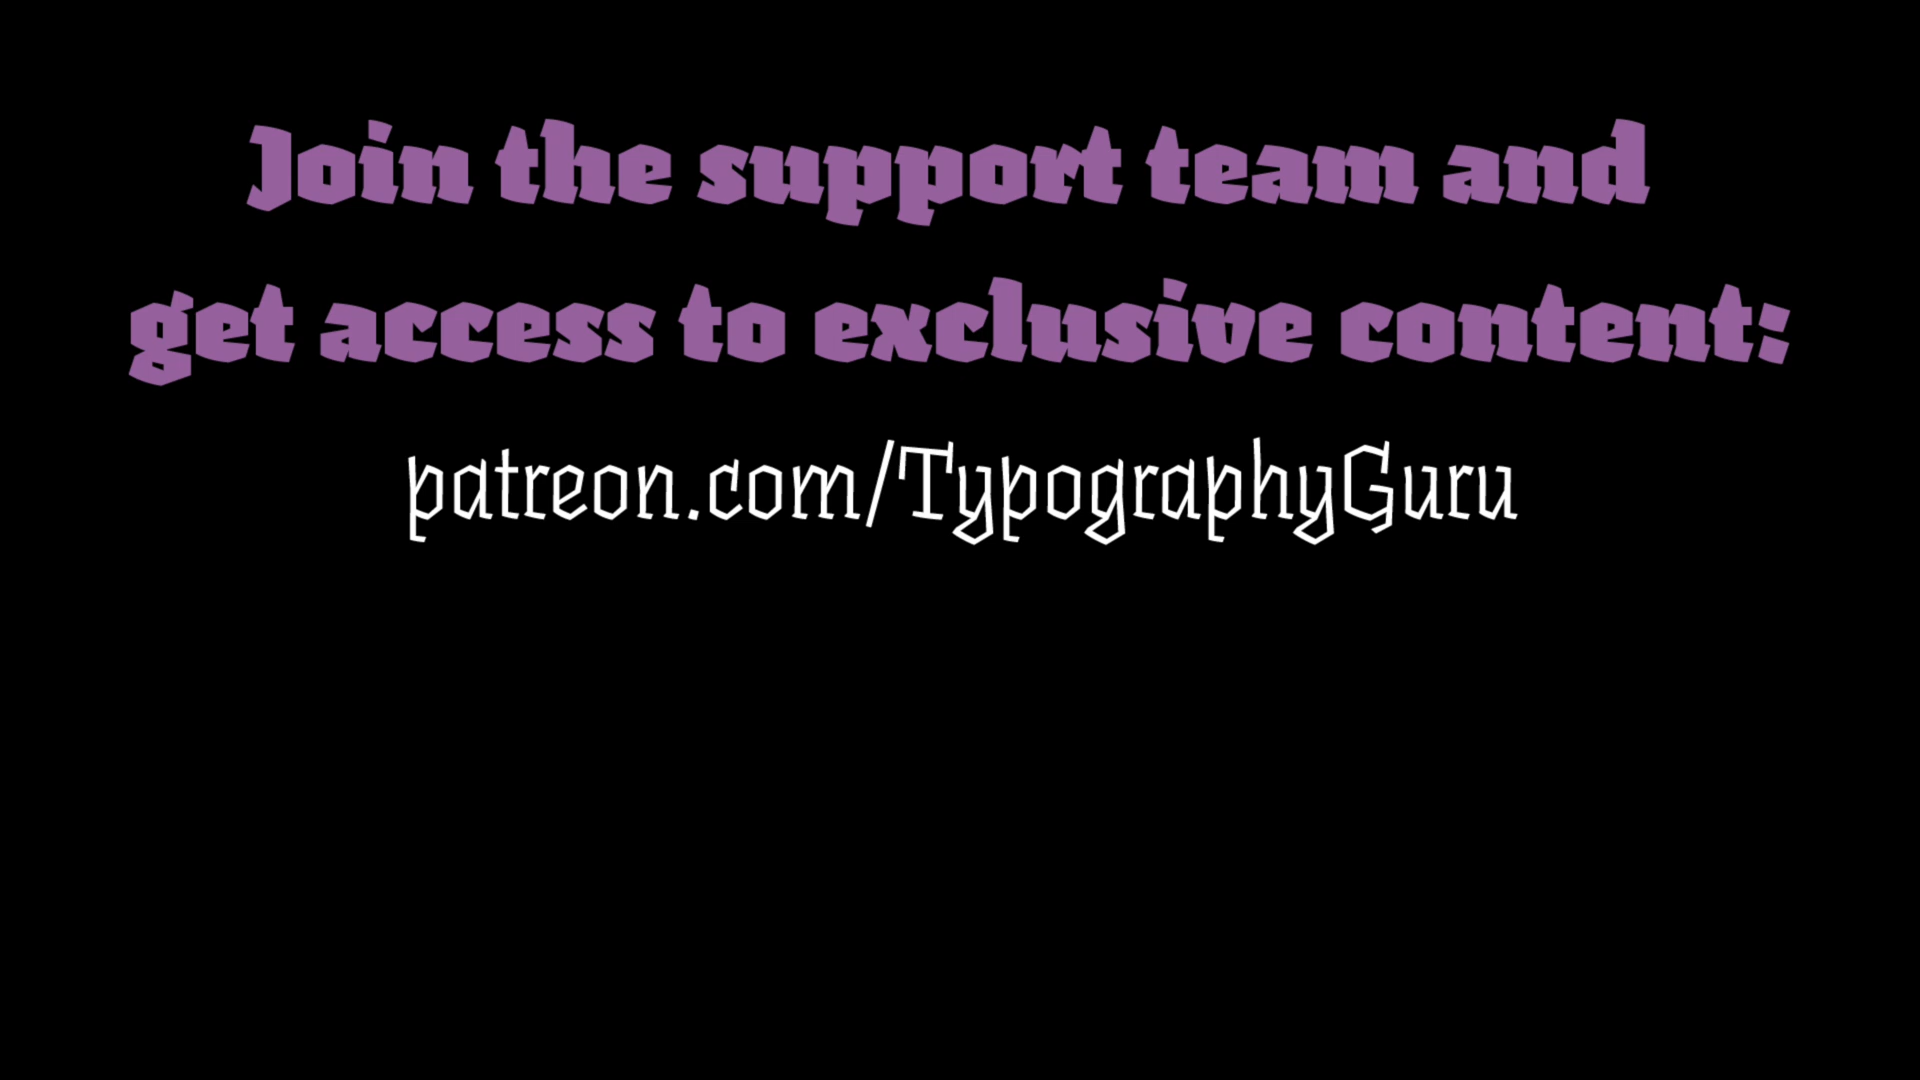 Join the support team and
get access to exclusive content:
patreon.com/TypographyGuru